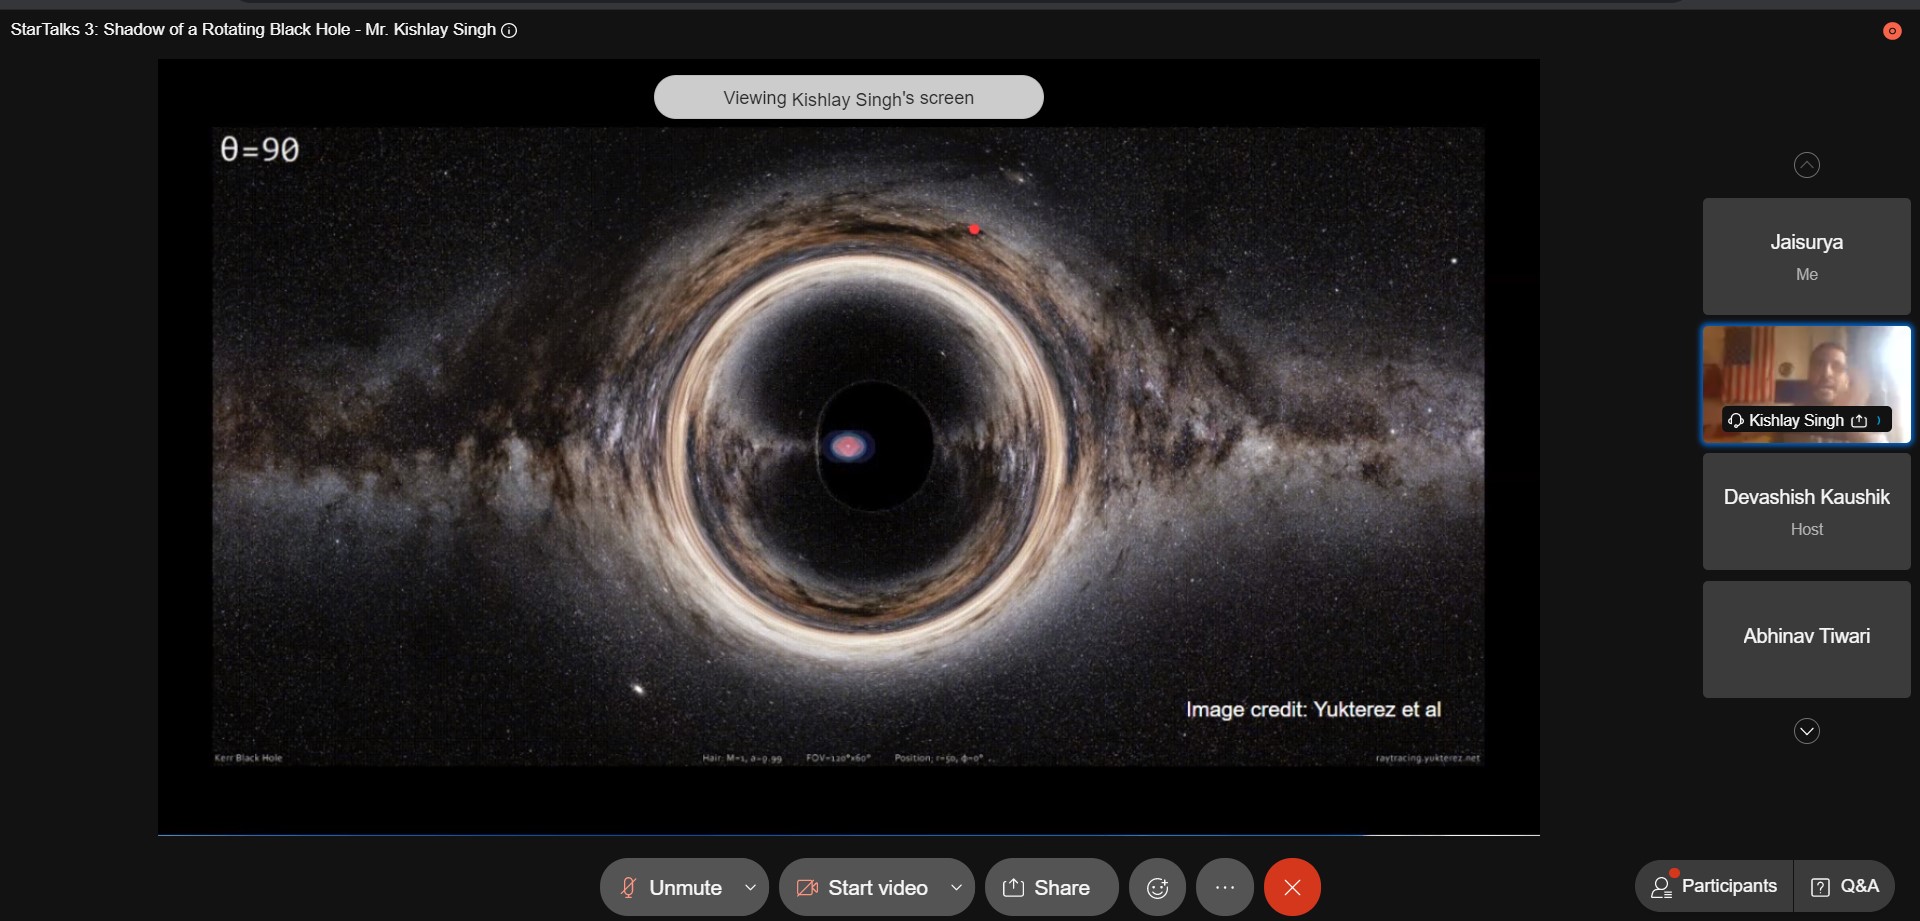 StarTalks 3: Shadow of a Rotating Black Hole - Mr. Kishlay Singh
Viewing Kishlay Singh's screen
θ=90
Jaisurya
Me
Kishlay Singh
Devashish Kaushik
Host
Abhinav Tiwari
Image credit: Yukterez et al
Kerr Black Hole
Hair: M=1, a=0.99 FOV=120°x60° Position: r=50, ϕ=0°
raytracing.yukterez.net
Unmute
Start video
Share
Participants
Q&A